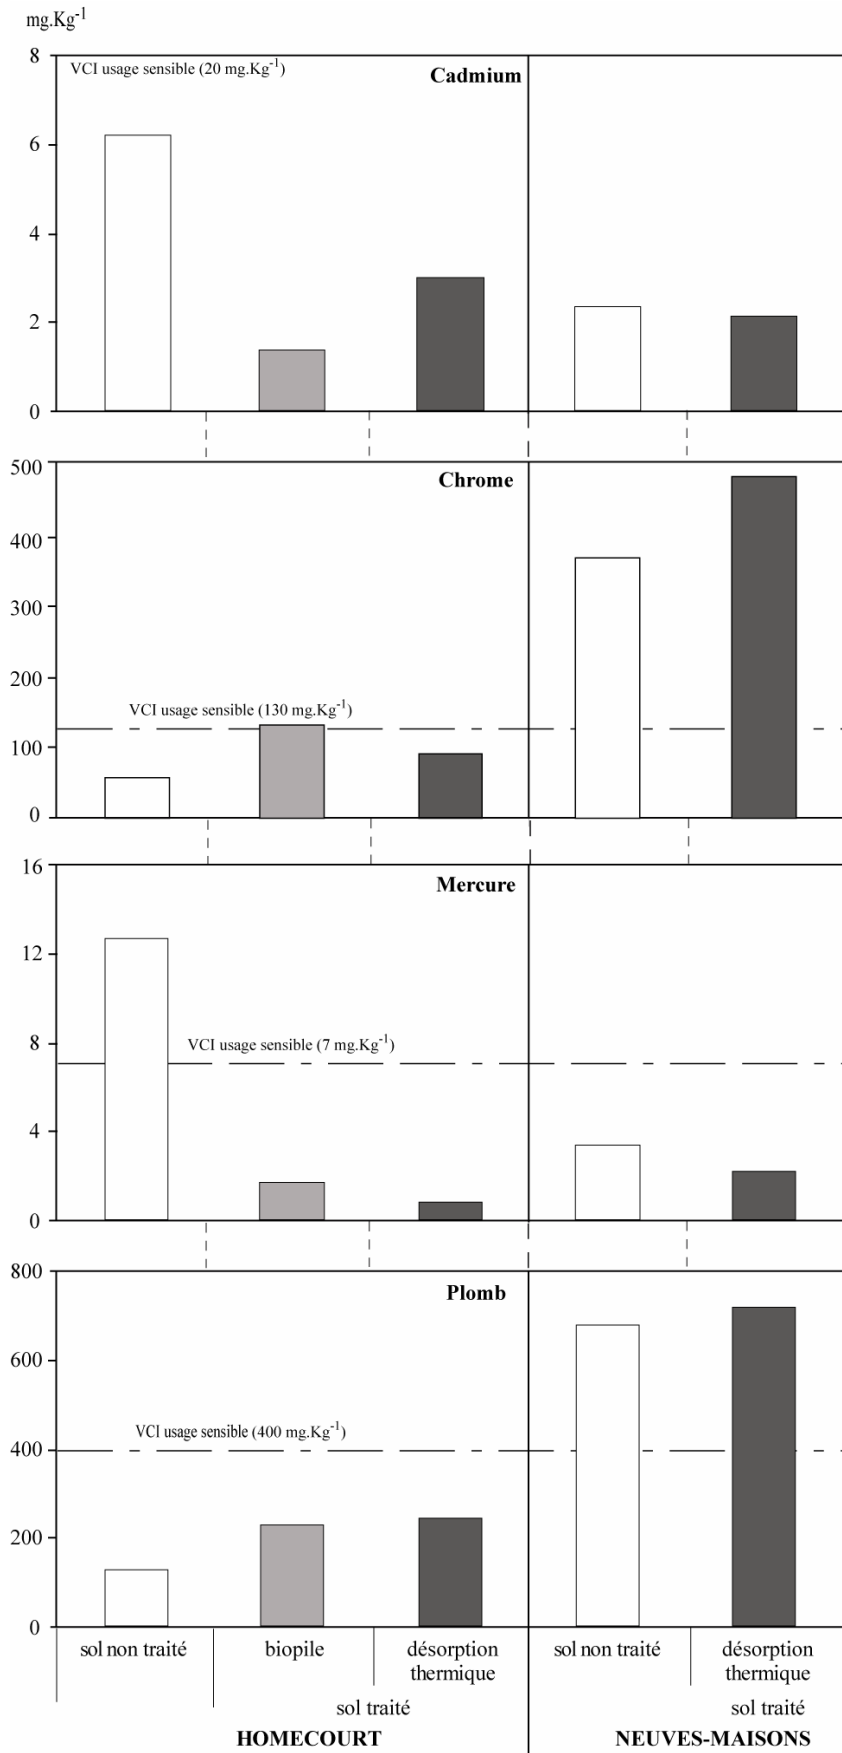 mg.Kg-1
8
VCI usage sensible (20 mg.Kg-1)
Cadmium
6
4
2
0
500
Chrome
400
300
200
VCI usage sensible (130 mg.Kg-1)
100
0
16
Mercure
12
8
VCI usage sensible (7 mg.Kg-1)
4
0
800
Plomb
600
VCI usage sensible (400 mg.Kg-1)
400
200
0
sol non traité biopile désorption thermique sol non traité désorption thermique
sol traité sol traité
HOMECOURT NEUVES-MAISONS